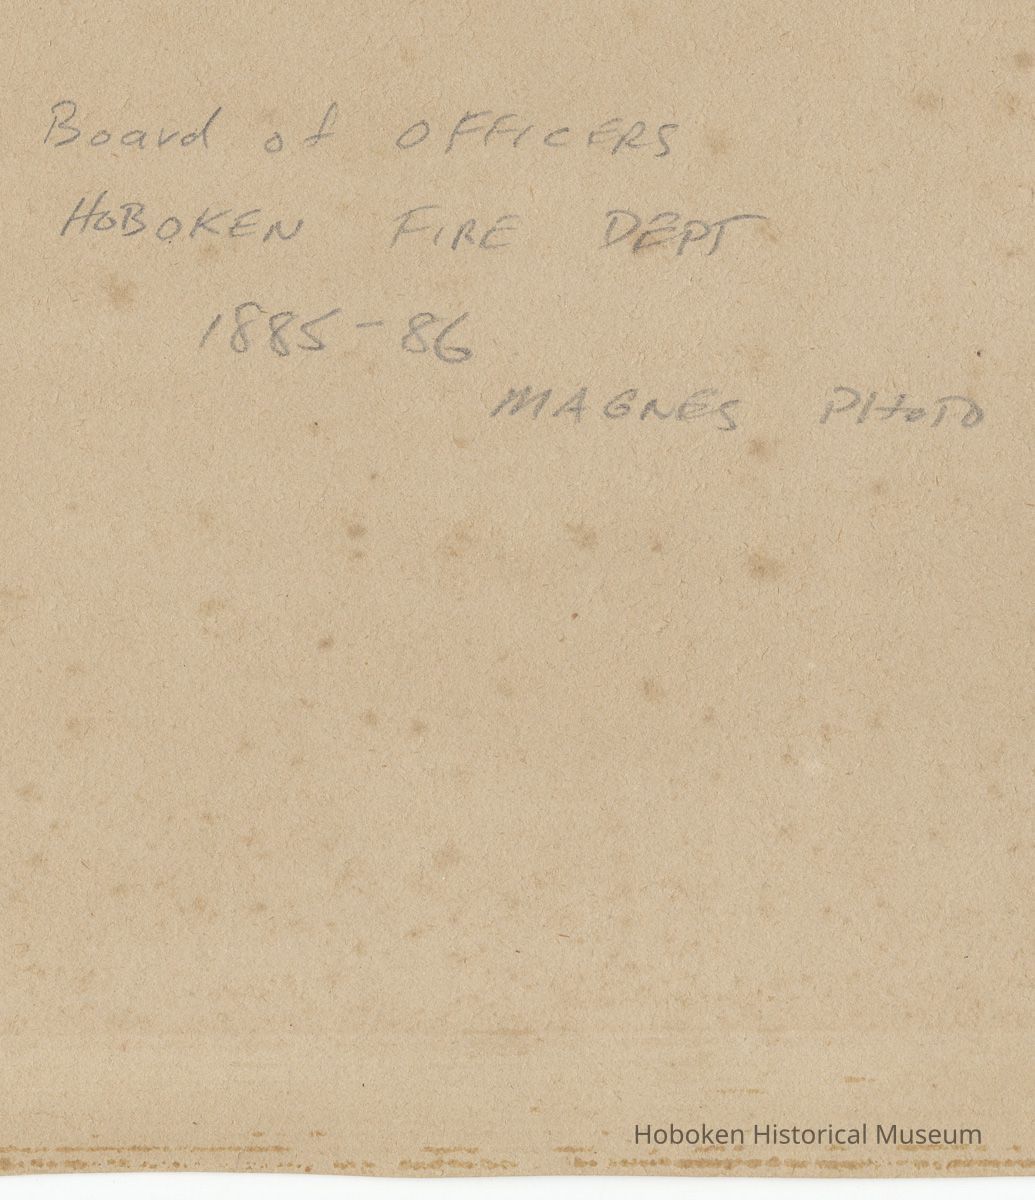 Board of OFFICERS
HOBOKEN FIRE DEPT
1885-86
MAGNES PHOTO
Hoboken Historical Museum